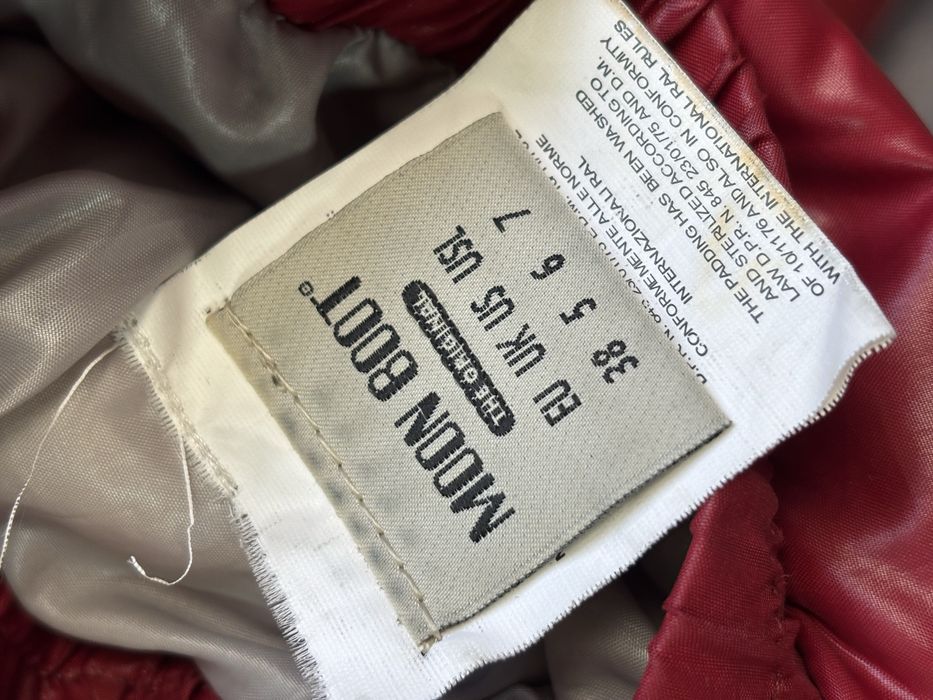 MOON BOOT®
THE ORIGINAL
EU UK US USL
38 5 6 7
CONFORMEMENTE ALLE NORME
INTERNAZIONALI RAL
THE PADDING HAS BEEN WASHED
AND STERILIZED ACCORDING TO
LAW D.P.R. N 845 23/01/75 AND D.M.
OF 10/11/76 AND ALSO IN CONFORMITY
WITH THE INTERNATIONAL RAL RULES